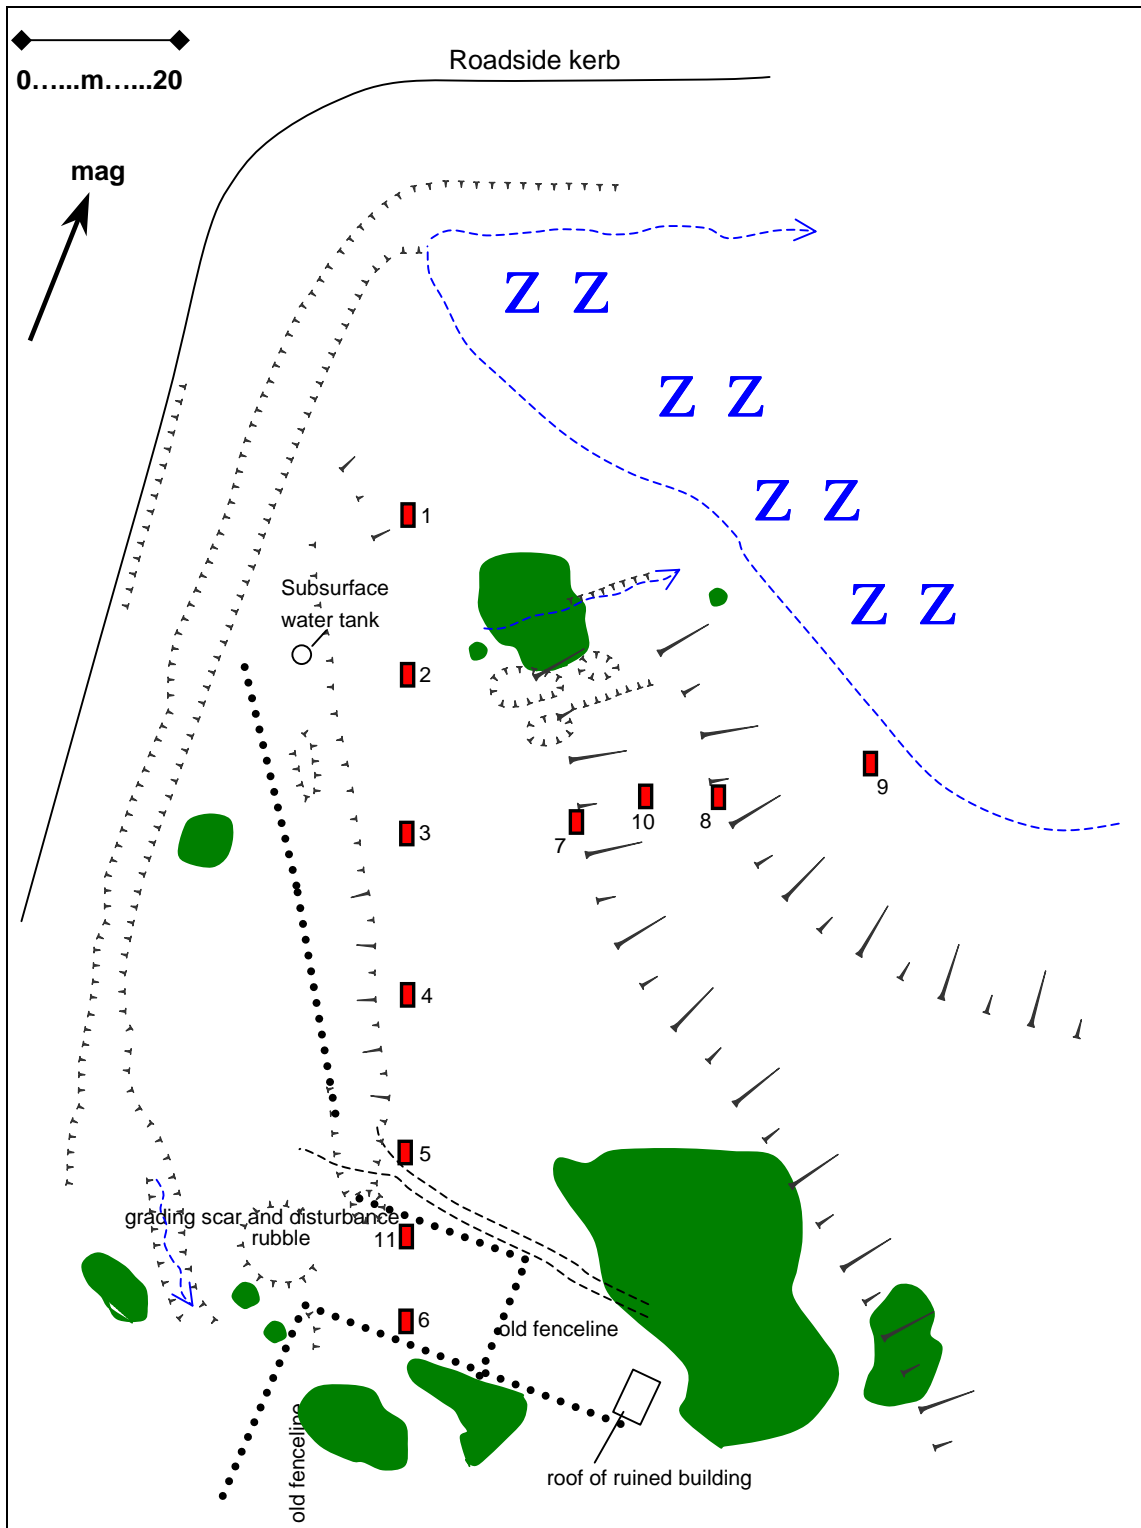 Roadside kerb
0…...m…...20
mag
Z Z
Z Z
Z Z
Z Z
1
Subsurface
water tank
2
9
10
8
7
3
4
5
grading scar and disturbance
rubble
11
6
old fenceline
old fenceline
roof of ruined building